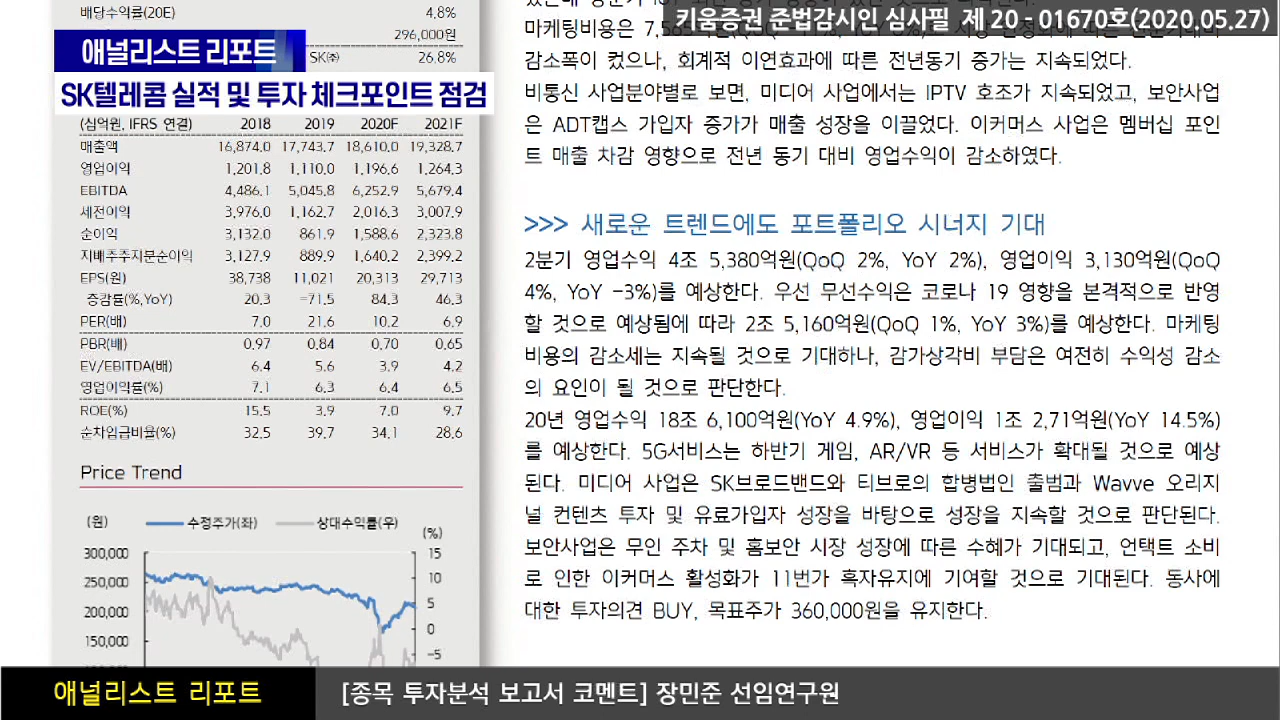 배당수익률(20E) 4.8%
296,000원
애널리스트 리포트
SK㈜ 26.8%
SK텔레콤 실적 및 투자 체크포인트 점검
(십억원, IFRS 연결) 2018 2019 2020F 2021F
매출액 16,874.0 17,743.7 18,610.0 19,328.7
영업이익 1,201.8 1,110.0 1,196.6 1,264.3
EBITDA 4,486.1 5,045.8 6,252.9 5,679.4
세전이익 3,976.0 1,162.7 2,016.3 3,007.9
순이익 3,132.0 861.9 1,588.6 2,323.8
지배주주지분순이익 3,127.9 889.9 1,640.2 2,399.2
EPS(원) 38,738 11,021 20,313 29,713
증감률(%,YoY) 20.3 -71.5 84.3 46.3
PER(배) 7.0 21.6 10.2 6.9
PBR(배) 0.97 0.84 0.70 0.65
EV/EBITDA(배) 6.4 5.6 3.9 4.2
영업이익률(%) 7.1 6.3 6.4 6.5
ROE(%) 15.5 3.9 7.0 9.7
순차입금비율(%) 32.5 39.7 34.1 28.6
Price Trend
(원) 수정주가(좌) 상대수익률(우) (%)
300,000 15
250,000 10
200,000 5
150,000 0
-5
키움증권 준법감시인 심사필 제 20 - 01670호(2020.05.27)
마케팅비용은
감소폭이 컸으나, 회계적 이연효과에 따른 전년동기 증가는 지속되었다.
비통신 사업분야별로 보면, 미디어 사업에서는 IPTV 호조가 지속되었고, 보안사업
은 ADT캡스 가입자 증가가 매출 성장을 이끌었다. 이커머스 사업은 멤버십 포인
트 매출 차감 영향으로 전년 동기 대비 영업수익이 감소하였다.
>>> 새로운 트렌드에도 포트폴리오 시너지 기대
2분기 영업수익 4조 5,380억원(QoQ 2%, YoY 2%), 영업이익 3,130억원(QoQ
4%, YoY -3%)를 예상한다. 우선 무선수익은 코로나 19 영향을 본격적으로 반영
할 것으로 예상됨에 따라 2조 5,160억원(QoQ 1%, YoY 3%)를 예상한다. 마케팅
비용의 감소세는 지속될 것으로 기대하나, 감가상각비 부담은 여전히 수익성 감소
의 요인이 될 것으로 판단한다.
20년 영업수익 18조 6,100억원(YoY 4.9%), 영업이익 1조 2,71억원(YoY 14.5%)
를 예상한다. 5G서비스는 하반기 게임, AR/VR 등 서비스가 확대될 것으로 예상
된다. 미디어 사업은 SK브로드밴드와 티브로의 합병법인 출범과 Wavve 오리지
널 컨텐츠 투자 및 유료가입자 성장을 바탕으로 성장을 지속할 것으로 판단된다.
보안사업은 무인 주차 및 홈보안 시장 성장에 따른 수혜가 기대되고, 언택트 소비
로 인한 이커머스 활성화가 11번가 흑자유지에 기여할 것으로 기대된다. 동사에
대한 투자의견 BUY, 목표주가 360,000원을 유지한다.
애널리스트 리포트
[종목 투자분석 보고서 코멘트] 장민준 선임연구원